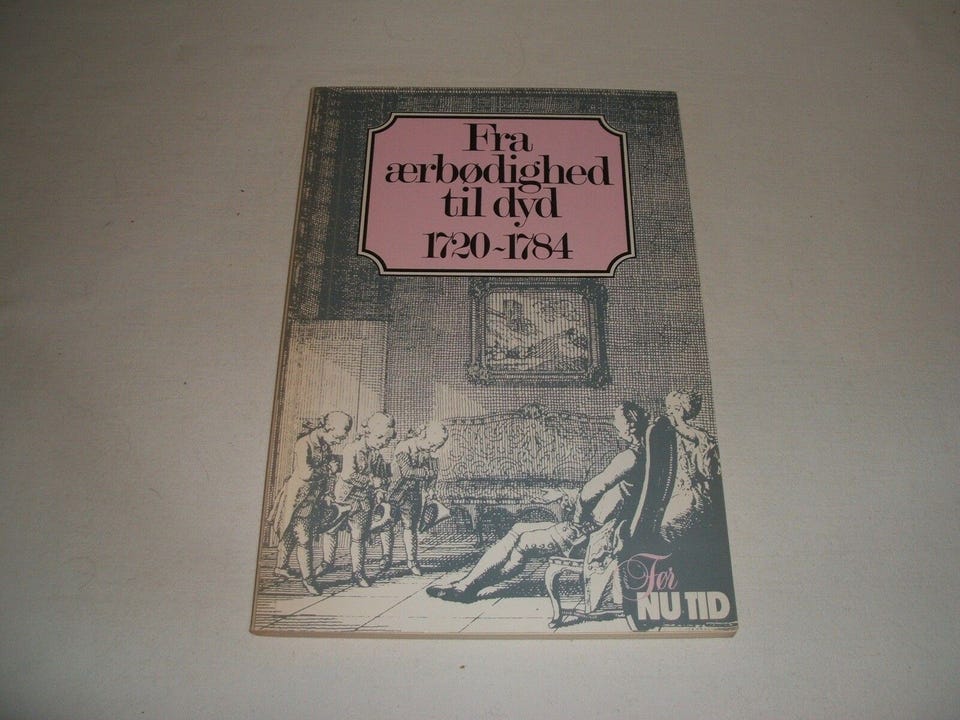 Fra
ærbødighed
til dyd
1720~1784
Før
NU TID